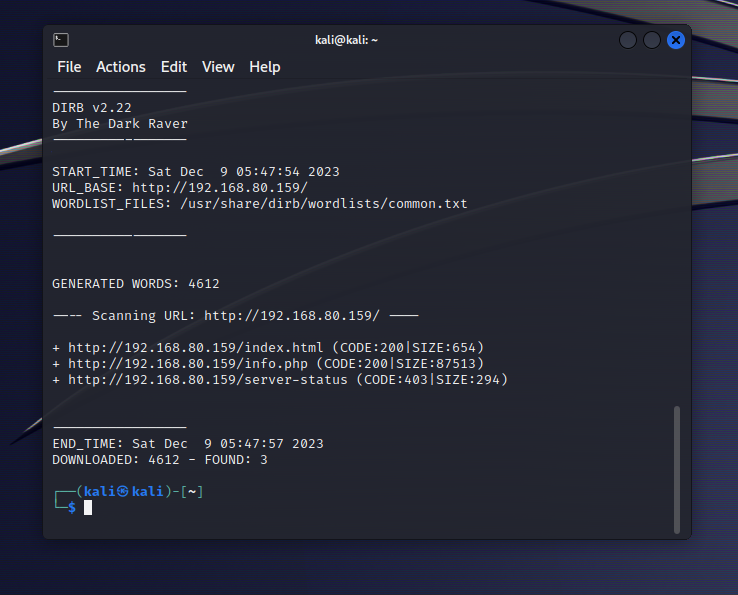 kali@kali: ~
File Actions Edit View Help
-----------------
DIRB v2.22
By The Dark Raver
-----------------
START_TIME: Sat Dec  9 05:47:54 2023
URL_BASE: http://192.168.80.159/
WORDLIST_FILES: /usr/share/dirb/wordlists/common.txt
-----------------
GENERATED WORDS: 4612
---- Scanning URL: http://192.168.80.159/ ----
+ http://192.168.80.159/index.html (CODE:200|SIZE:654)
+ http://192.168.80.159/info.php (CODE:200|SIZE:87513)
+ http://192.168.80.159/server-status (CODE:403|SIZE:294)
-----------------
END_TIME: Sat Dec  9 05:47:57 2023
DOWNLOADED: 4612 - FOUND: 3
┌──(kali㉿kali)-[~]
└─$